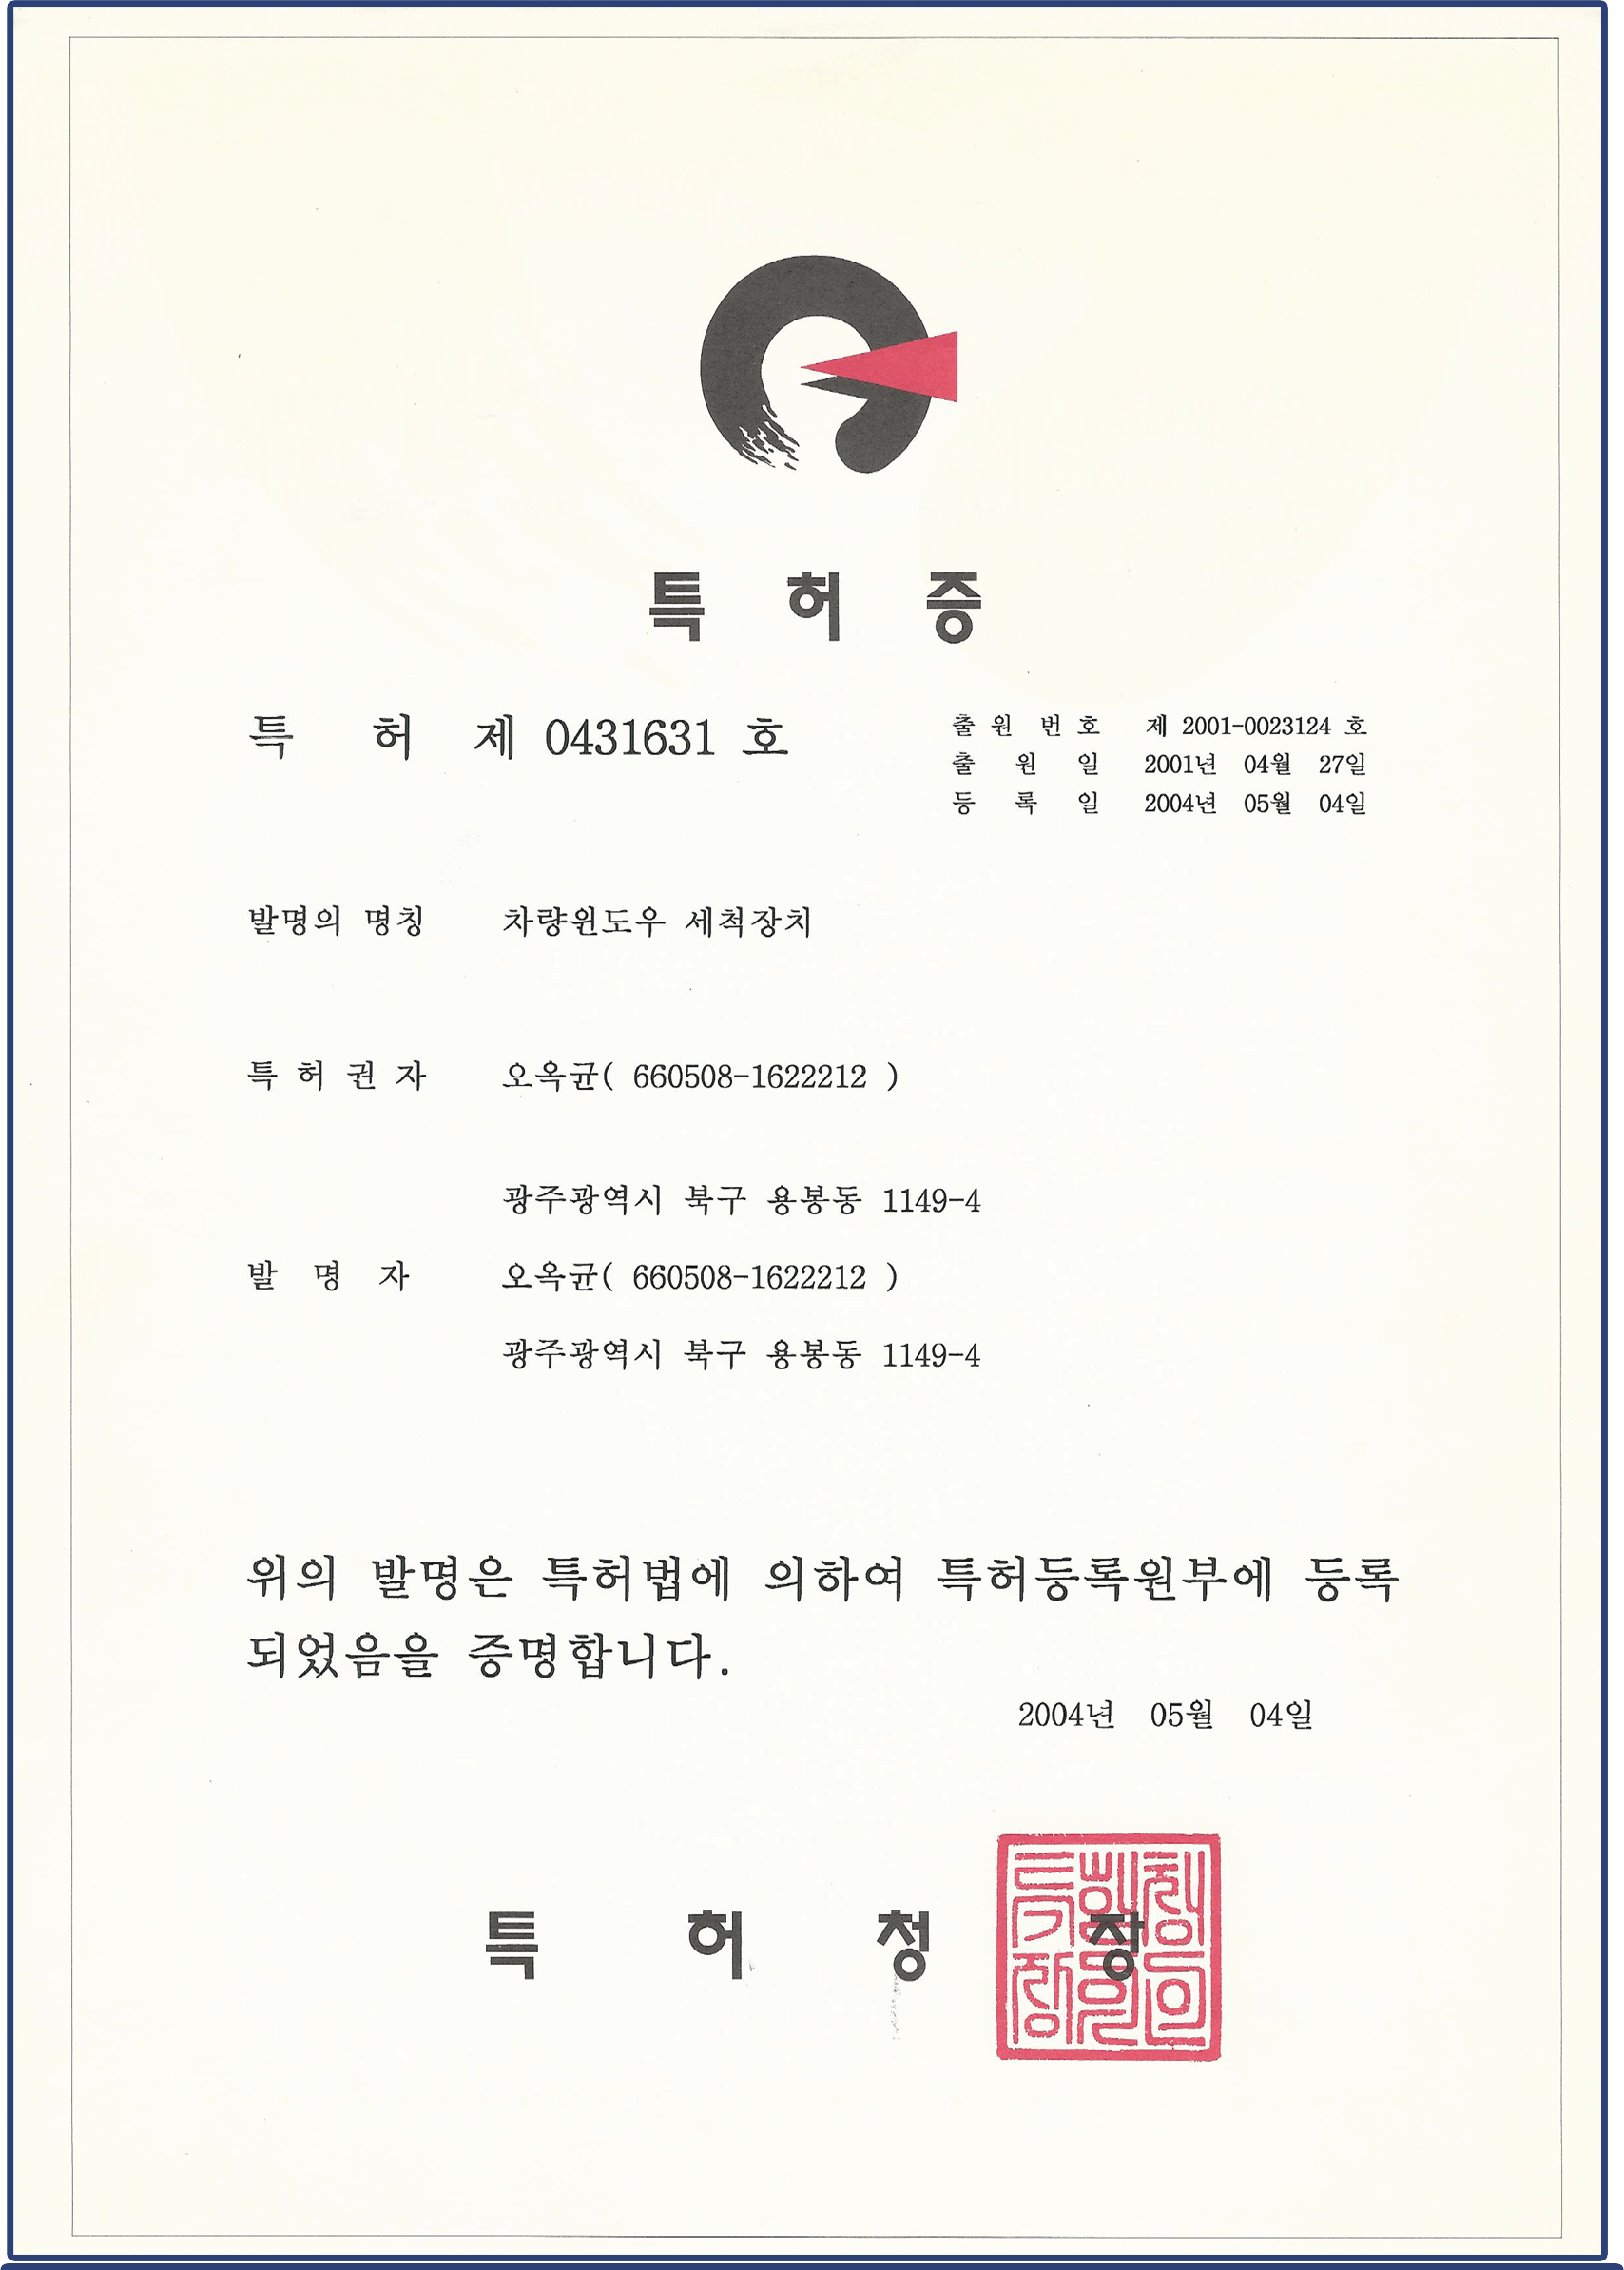 특 허 증
특 허 제 0431631 호
출 원 번 호 제 2001-0023124 호
출 원 일 2001년 04월 27일
등 록 일 2004년 05월 04일
발명의 명칭 차량윈도우 세척장치
특 허 권 자 오옥균( 660508-1622212 )
광주광역시 북구 용봉동 1149-4
발 명 자 오옥균( 660508-1622212 )
광주광역시 북구 용봉동 1149-4
위의 발명은 특허법에 의하여 특허등록원부에 등록
되었음을 증명합니다.
2004년 05월 04일
특 허 청 장